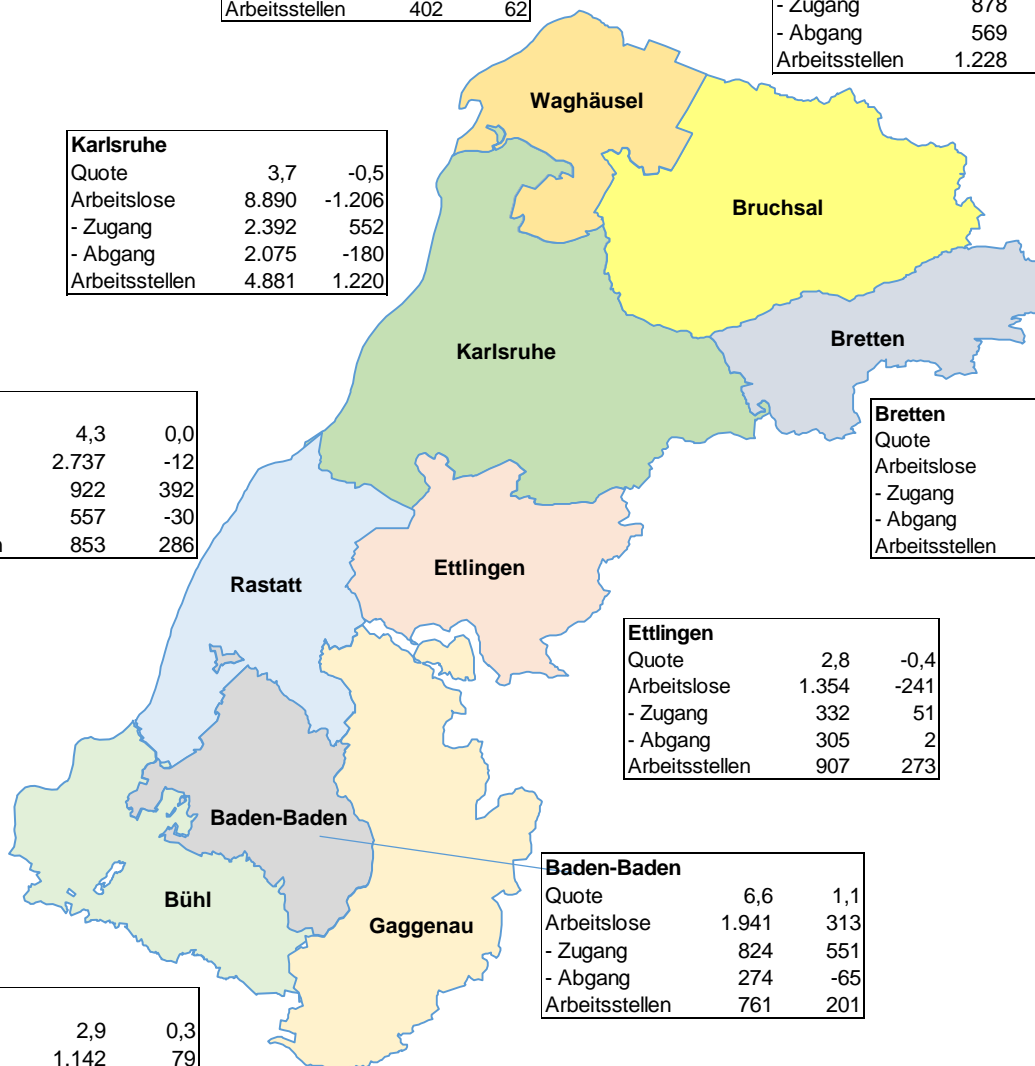 Arbeitsstellen 402 62
- Zugang 878
- Abgang 569
Arbeitsstellen 1.228
Waghäusel
Karlsruhe
Quote 3,7 -0,5
Arbeitslose 8.890 -1.206
- Zugang 2.392 552
- Abgang 2.075 -180
Arbeitsstellen 4.881 1.220
Bruchsal
Bretten
Karlsruhe
4,3 0,0
2.737 -12
922 392
557 -30
n 853 286
Bretten
Quote
Arbeitslose
- Zugang
- Abgang
Arbeitsstellen
Ettlingen
Rastatt
Ettlingen
Quote 2,8 -0,4
Arbeitslose 1.354 -241
- Zugang 332 51
- Abgang 305 2
Arbeitsstellen 907 273
Baden-Baden
Baden-Baden
Quote 6,6 1,1
Arbeitslose 1.941 313
- Zugang 824 551
- Abgang 274 -65
Arbeitsstellen 761 201
Bühl
Gaggenau
2,9 0,3
1.142 79